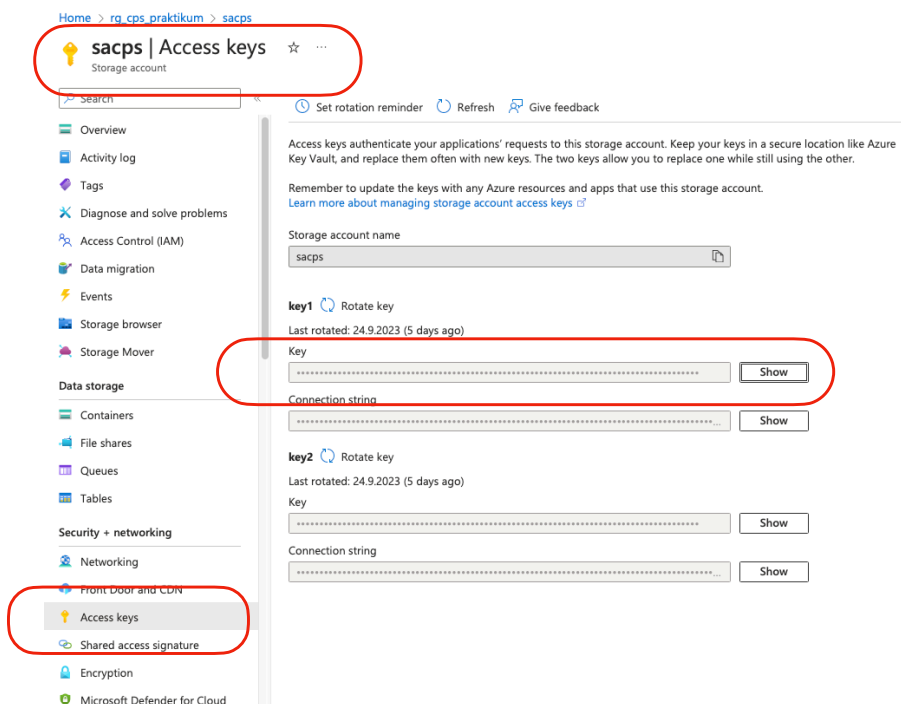 Home > rg_cps_praktikum > sacps
sacps | Access keys ☆ ...
Storage account
Search «
Set rotation reminder Refresh Give feedback
Overview
Activity log
Tags
Diagnose and solve problems
Access Control (IAM)
Data migration
Events
Storage browser
Storage Mover
Data storage
Containers
File shares
Queues
Tables
Security + networking
Networking
Front Door and CDN
Access keys
Shared access signature
Encryption
Microsoft Defender for Cloud
Access keys authenticate your applications' requests to this storage account. Keep your keys in a secure location like Azure
Key Vault, and replace them often with new keys. The two keys allow you to replace one while still using the other.
Remember to update the keys with any Azure resources and apps that use this storage account.
Learn more about managing storage account access keys
Storage account name
sacps
key1 Rotate key
Last rotated: 24.9.2023 (5 days ago)
Key
Show
Connection string
Show
key2 Rotate key
Last rotated: 24.9.2023 (5 days ago)
Key
Show
Connection string
Show